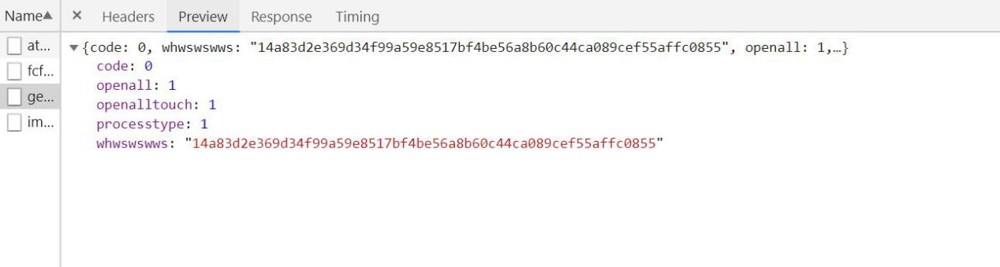 Name▲ × Headers Preview Response Timing
at...
fcf...
ge...
im...
▼{code: 0, whwswswws: "14a83d2e369d34f99a59e8517bf4be56a8b60c44ca089cef55affc0855", openall: 1,…}
code: 0
openall: 1
openalltouch: 1
processtype: 1
whwswswws: "14a83d2e369d34f99a59e8517bf4be56a8b60c44ca089cef55affc0855"